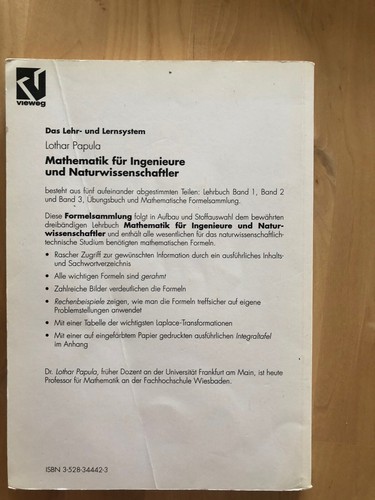 vieweg
Das Lehr- und Lernsystem
Lothar Papula
Mathematik für Ingenieure
und Naturwissenschaftler
besteht aus fünf aufeinander abgestimmten Teilen: Lehrbuch Band 1, Band 2
und Band 3, Übungsbuch und Mathematische Formelsammlung.
Diese Formelsammlung folgt in Aufbau und Stoffauswahl dem bewährten
dreibändigen Lehrbuch Mathematik für Ingenieure und Natur-
wissenschaftler und enthält alle wesentlichen für das naturwissenschaftlich-
technische Studium benötigten mathematischen Formeln.
• Rascher Zugriff zur gewünschten Information durch ein ausführliches Inhalts-
und Sachwortverzeichnis
• Alle wichtigen Formeln sind gerahmt
• Zahlreiche Bilder verdeutlichen die Formeln
• Rechenbeispiele zeigen, wie man die Formeln treffsicher auf eigene
Problemstellungen anwendet
• Mit einer Tabelle der wichtigsten Laplace-Transformationen
• Mit einer auf eingefärbtem Papier gedruckten ausführlichen Integraltafel
im Anhang
Dr. Lothar Papula, früher Dozent an der Universität Frankfurt am Main, ist heute
Professor für Mathematik an der Fachhochschule Wiesbaden.
ISBN 3-528-34442-3